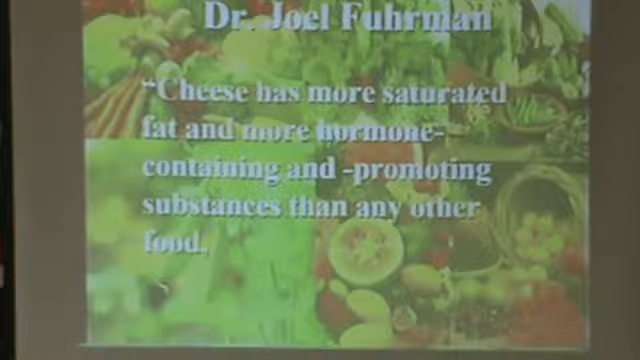 Dr. Joel Fuhrman
“Cheese has more saturated
fat and more hormone-
containing and -promoting
substances than any other
food.